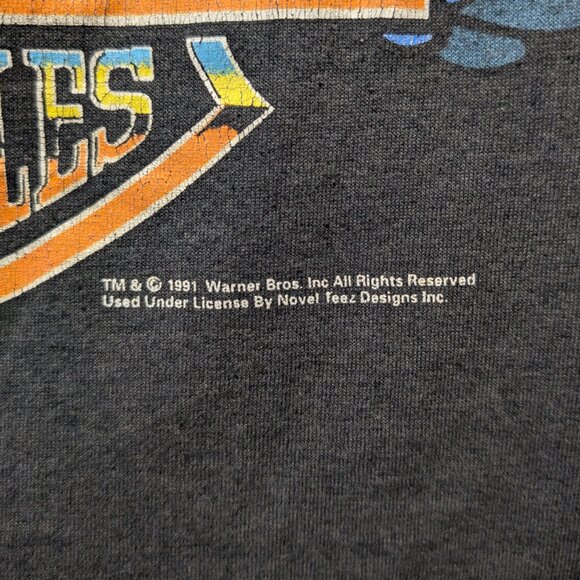 LES
TM & © 1991 Warner Bros. Inc All Rights Reserved
Used Under License By Novel Teez Designs Inc.